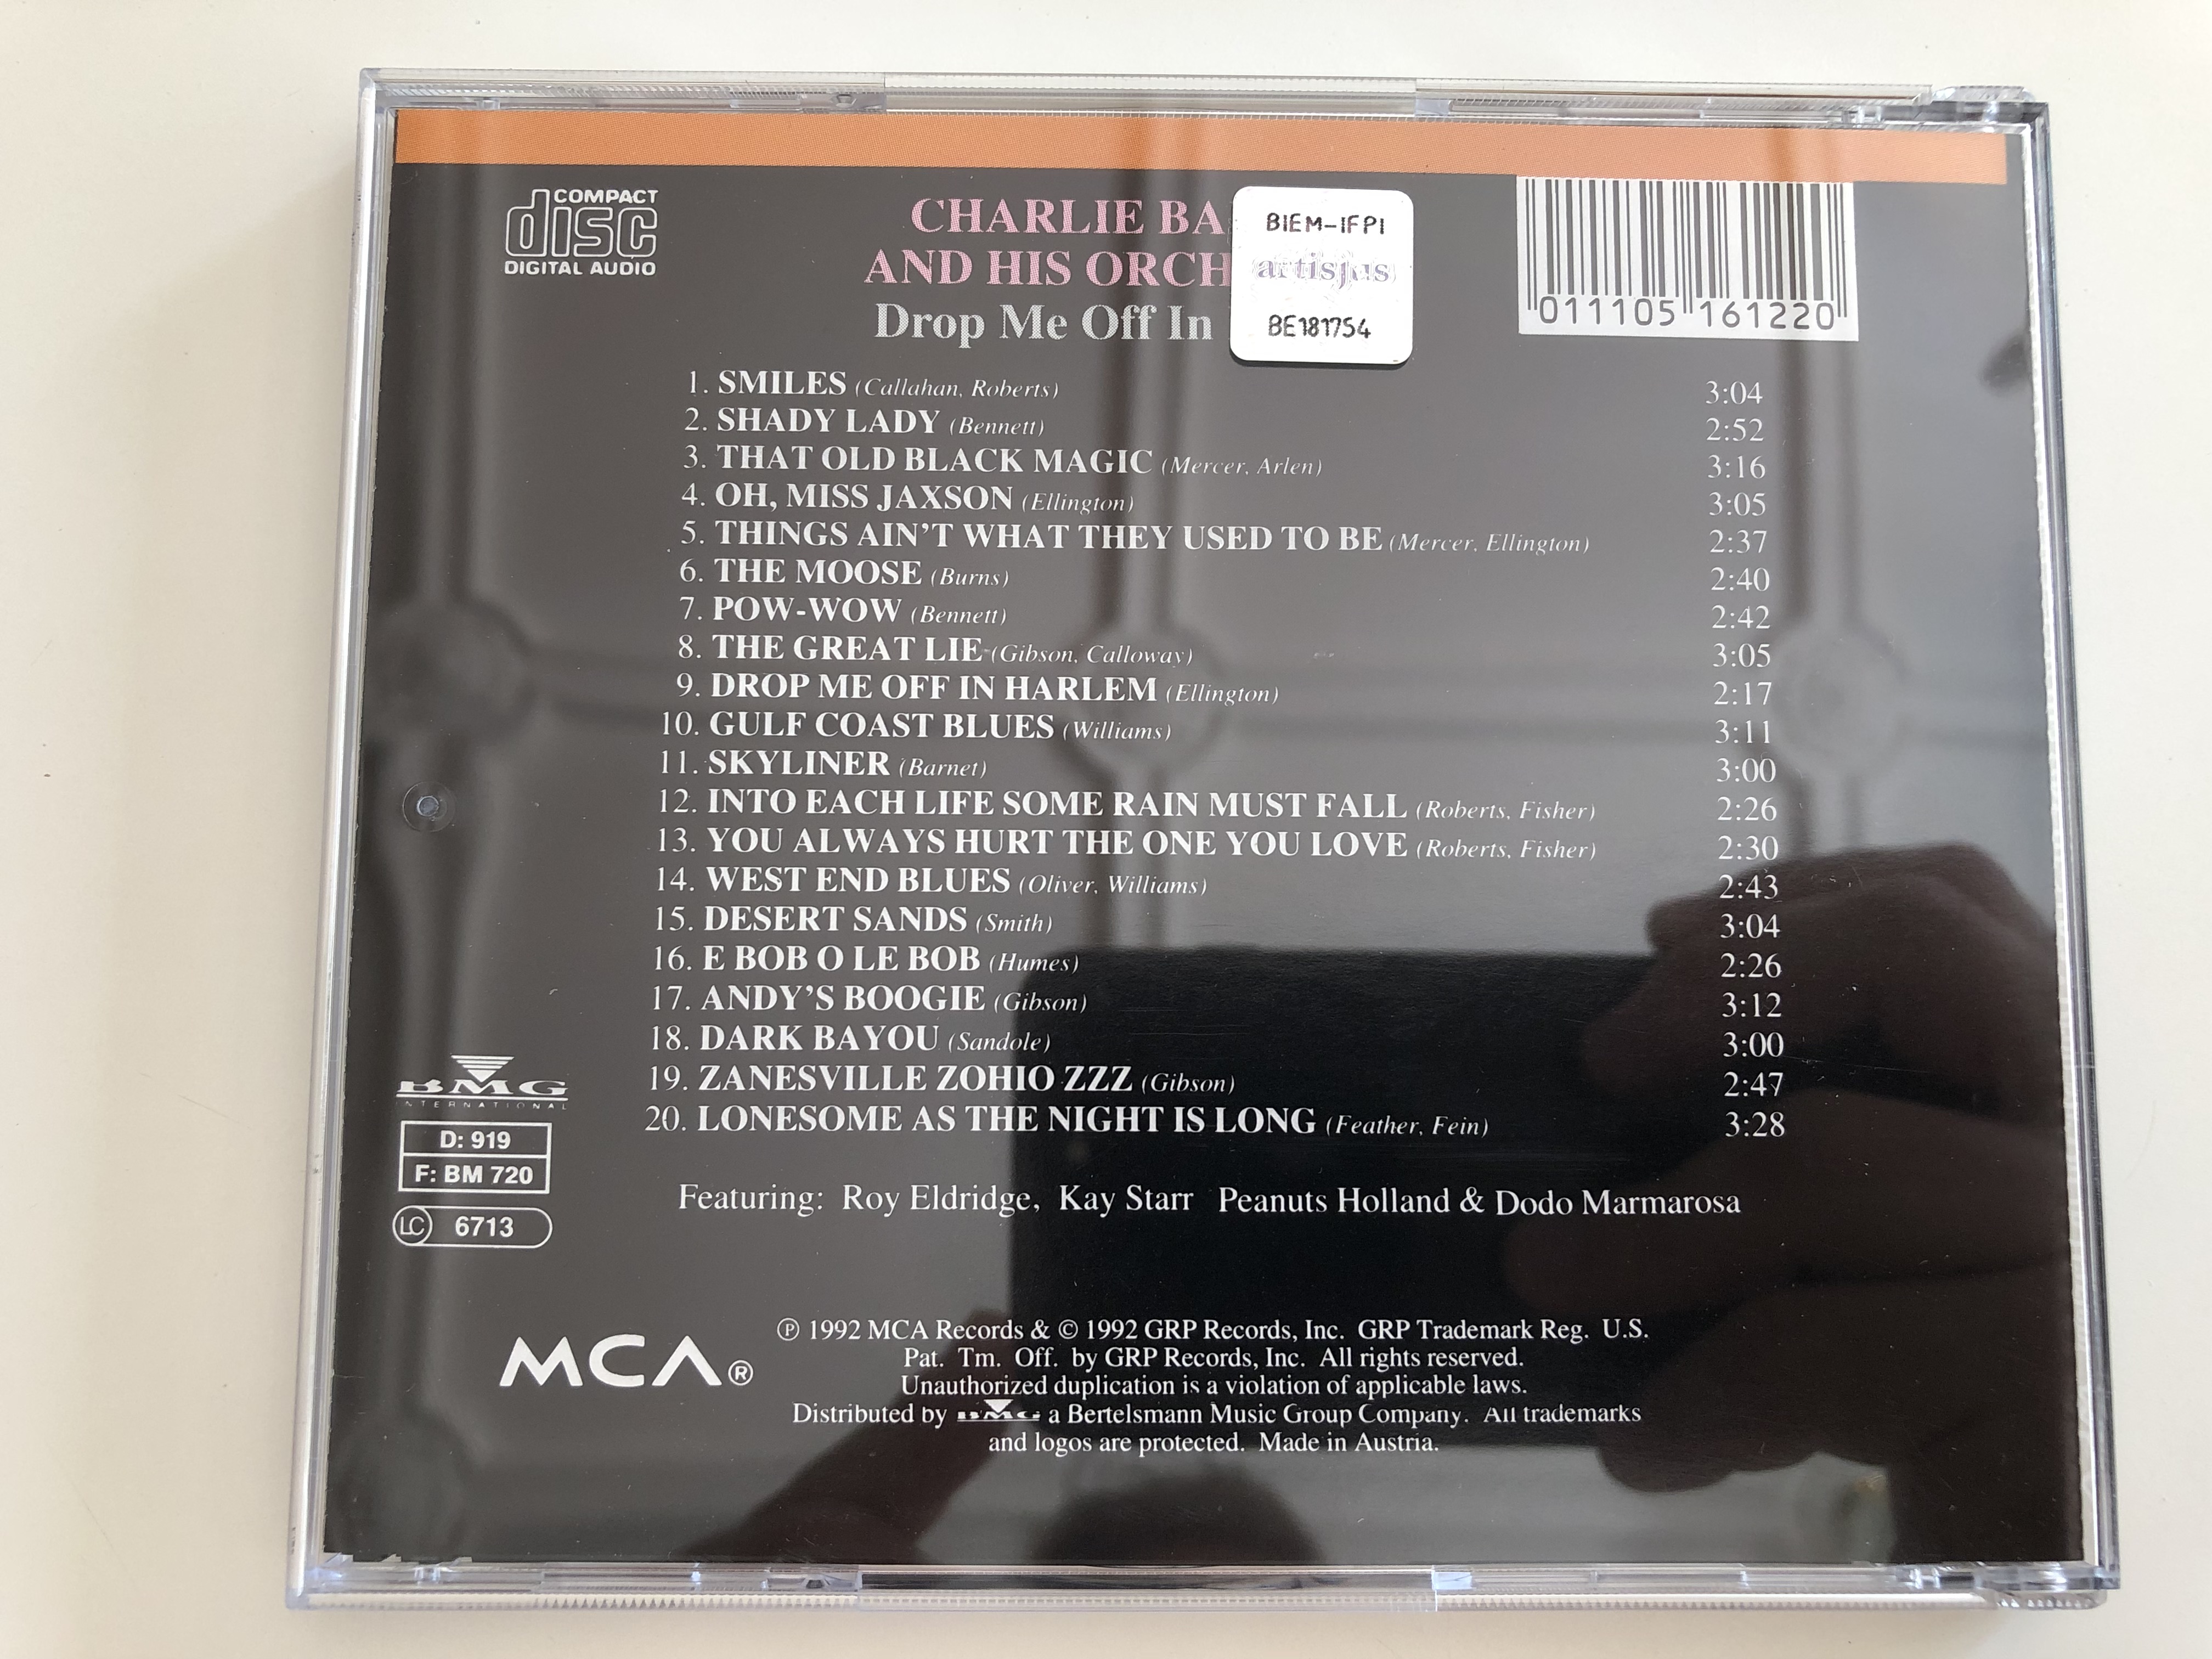 COMPACT
disc
DIGITAL AUDIO
CHARLIE
AND HIS
Drop Me Off In
BIEM-IFPI
artisjus
BE181754
011105 161220
1. SMILES (Callahan, Roberts) 3:04
2. SHADY LADY (Bennett) 2:52
3. THAT OLD BLACK MAGIC (Mercer, Arlen) 3:16
4. OH, MISS JAXSON (Ellington) 3:05
5. THINGS AIN'T WHAT THEY USED TO BE (Mercer, Ellington) 2:37
6. THE MOOSE (Burns) 2:40
7. POW-WOW (Bennett) 2:42
8. THE GREAT LIE (Gibson, Calloway) 3:05
9. DROP ME OFF IN HARLEM (Ellington) 2:17
10. GULF COAST BLUES (Williams) 3:11
11. SKYLINER (Barnet) 3:00
12. INTO EACH LIFE SOME RAIN MUST FALL (Roberts, Fisher) 2:26
13. YOU ALWAYS HURT THE ONE YOU LOVE (Roberts, Fisher) 2:30
14. WEST END BLUES (Oliver, Williams) 2:43
15. DESERT SANDS (Smith) 3:04
16. E BOB O LE BOB (Humes) 2:26
17. ANDY'S BOOGIE (Gibson) 3:12
18. DARK BAYOU (Sandole) 3:00
19. ZANESVILLE ZOHIO ZZZ (Gibson) 2:47
20. LONESOME AS THE NIGHT IS LONG (Feather, Fein) 3:28
BMG
INTERNATIONAL
D: 919
F: BM 720
LC 6713
Featuring: Roy Eldridge, Kay Starr Peanuts Holland & Dodo Marmarosa
MCA®
℗ 1992 MCA Records & © 1992 GRP Records, Inc. GRP Trademark Reg. U.S.
Pat. Tm. Off. by GRP Records, Inc. All rights reserved.
Unauthorized duplication is a violation of applicable laws.
Distributed by BMG a Bertelsmann Music Group Company. All trademarks
and logos are protected. Made in Austria.